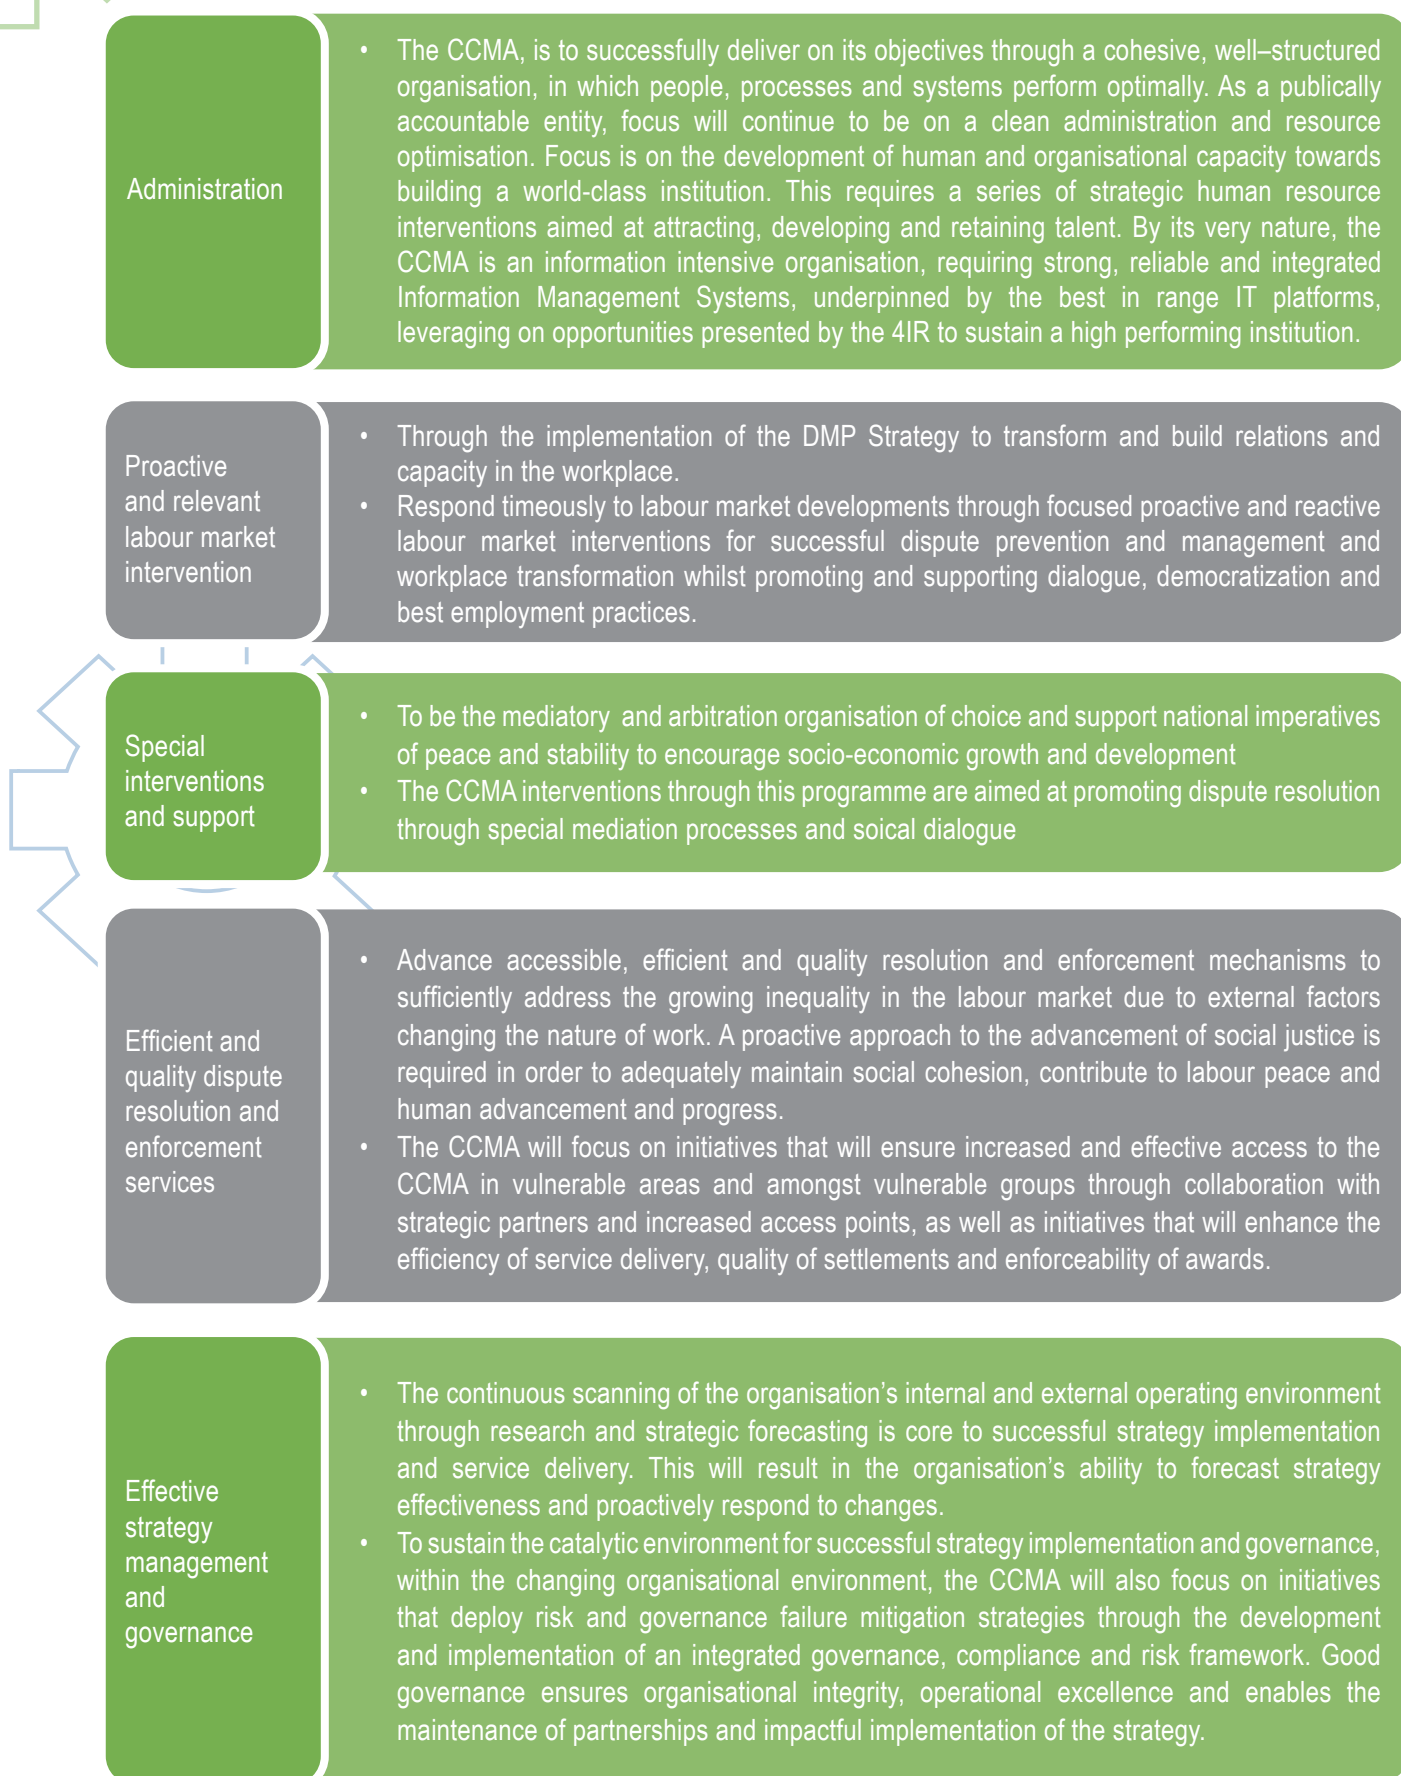 Administration
• The CCMA, is to successfully deliver on its objectives through a cohesive, well–structured
organisation, in which people, processes and systems perform optimally. As a publically
accountable entity, focus will continue to be on a clean administration and resource
optimisation. Focus is on the development of human and organisational capacity towards
building a world-class institution. This requires a series of strategic human resource
interventions aimed at attracting, developing and retaining talent. By its very nature, the
CCMA is an information intensive organisation, requiring strong, reliable and integrated
Information Management Systems, underpinned by the best in range IT platforms,
leveraging on opportunities presented by the 4IR to sustain a high performing institution.
Proactive
and relevant
labour market
intervention
• Through the implementation of the DMP Strategy to transform and build relations and
capacity in the workplace.
• Respond timeously to labour market developments through focused proactive and reactive
labour market interventions for successful dispute prevention and management and
workplace transformation whilst promoting and supporting dialogue, democratization and
best employment practices.
Special
interventions
and support
• To be the mediatory and arbitration organisation of choice and support national imperatives
of peace and stability to encourage socio-economic growth and development
• The CCMA interventions through this programme are aimed at promoting dispute resolution
through special mediation processes and soical dialogue
Efficient and
quality dispute
resolution and
enforcement
services
• Advance accessible, efficient and quality resolution and enforcement mechanisms to
sufficiently address the growing inequality in the labour market due to external factors
changing the nature of work. A proactive approach to the advancement of social justice is
required in order to adequately maintain social cohesion, contribute to labour peace and
human advancement and progress.
• The CCMA will focus on initiatives that will ensure increased and effective access to the
CCMA in vulnerable areas and amongst vulnerable groups through collaboration with
strategic partners and increased access points, as well as initiatives that will enhance the
efficiency of service delivery, quality of settlements and enforceability of awards.
Effective
strategy
management
and
governance
• The continuous scanning of the organisation’s internal and external operating environment
through research and strategic forecasting is core to successful strategy implementation
and service delivery. This will result in the organisation’s ability to forecast strategy
effectiveness and proactively respond to changes.
• To sustain the catalytic environment for successful strategy implementation and governance,
within the changing organisational environment, the CCMA will also focus on initiatives
that deploy risk and governance failure mitigation strategies through the development
and implementation of an integrated governance, compliance and risk framework. Good
governance ensures organisational integrity, operational excellence and enables the
maintenance of partnerships and impactful implementation of the strategy.